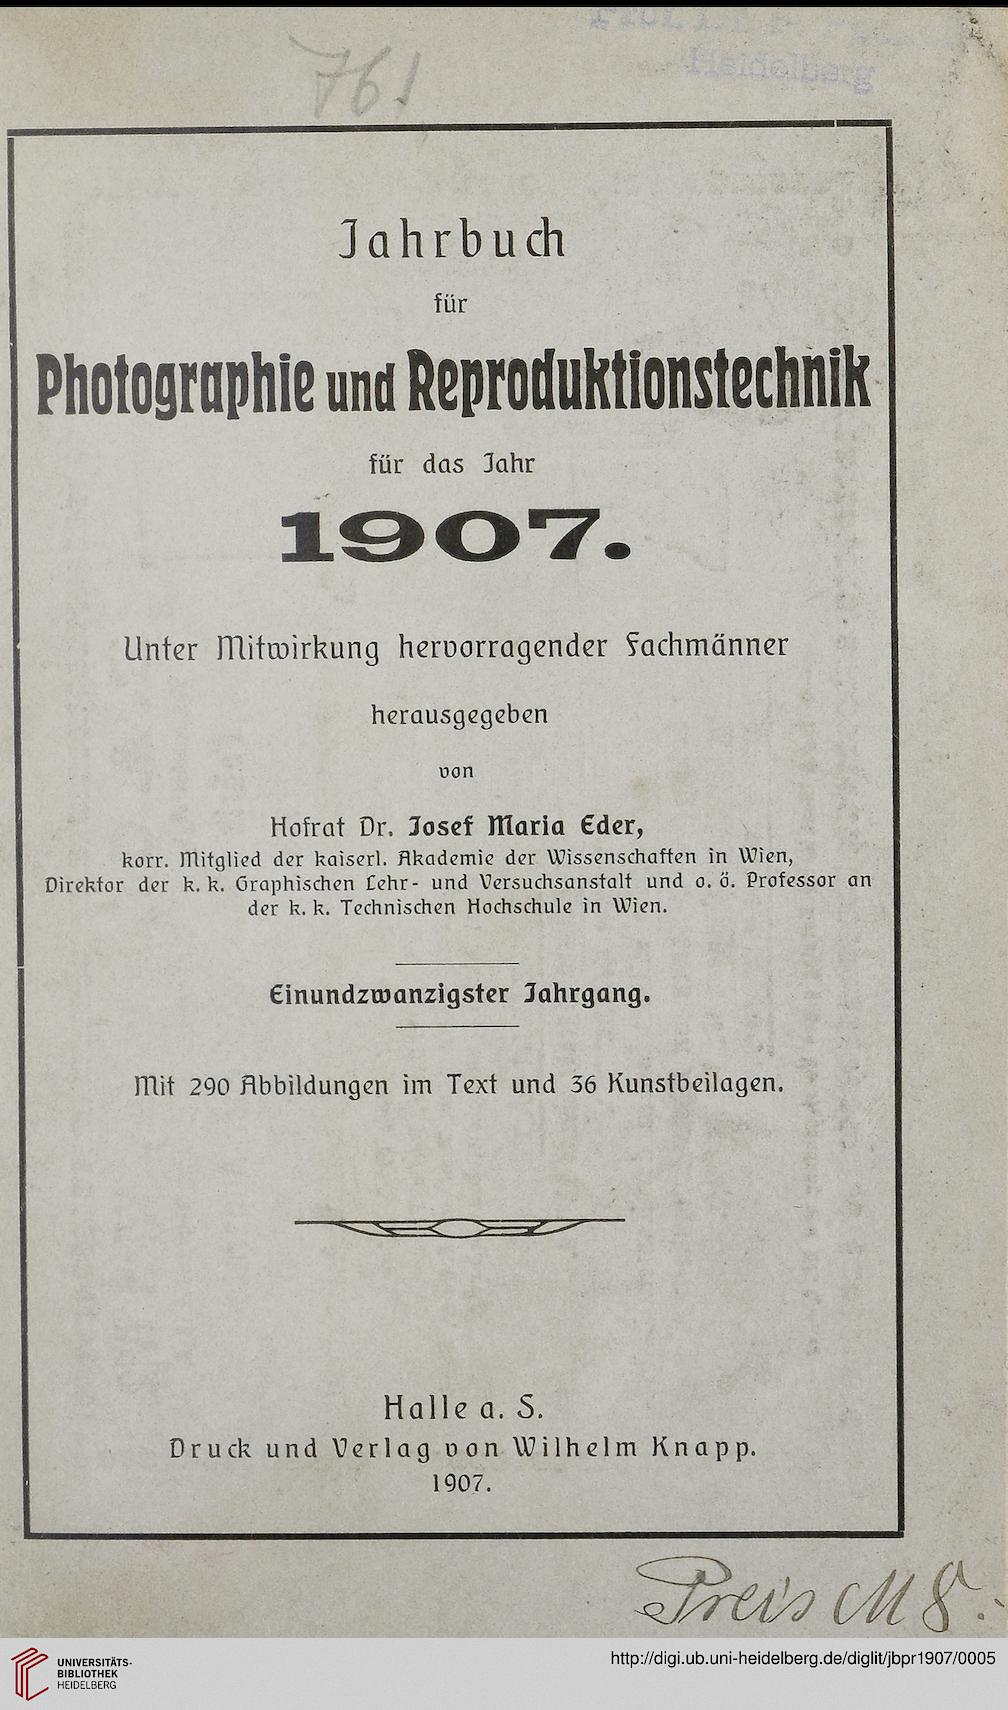 761
Heidelberg
Jahrbuch
für
Photographie und Reproduktionstechnik
für das Jahr
1907.
Unter Mitwirkung hervorragender Fachmänner
herausgegeben
von
Hofrat Dr. Josef Maria Eder,
korr. Mitglied der kaiserl. Akademie der Wissenschaften in Wien,
Direktor der k. k. Graphischen Lehr- und Versuchsanstalt und o. ö. Professor an
der k. k. Technischen Hochschule in Wien.
Einundzwanzigster Jahrgang.
Mit 290 Abbildungen im Text und 36 Kunstbeilagen.
Halle a. S.
Druck und Verlag von Wilhelm Knapp.
1907.
Preis M 8.
UNIVERSITÄTS-
BIBLIOTHEK
HEIDELBERG
http://digi.ub.uni-heidelberg.de/diglit/jbpr1907/0005